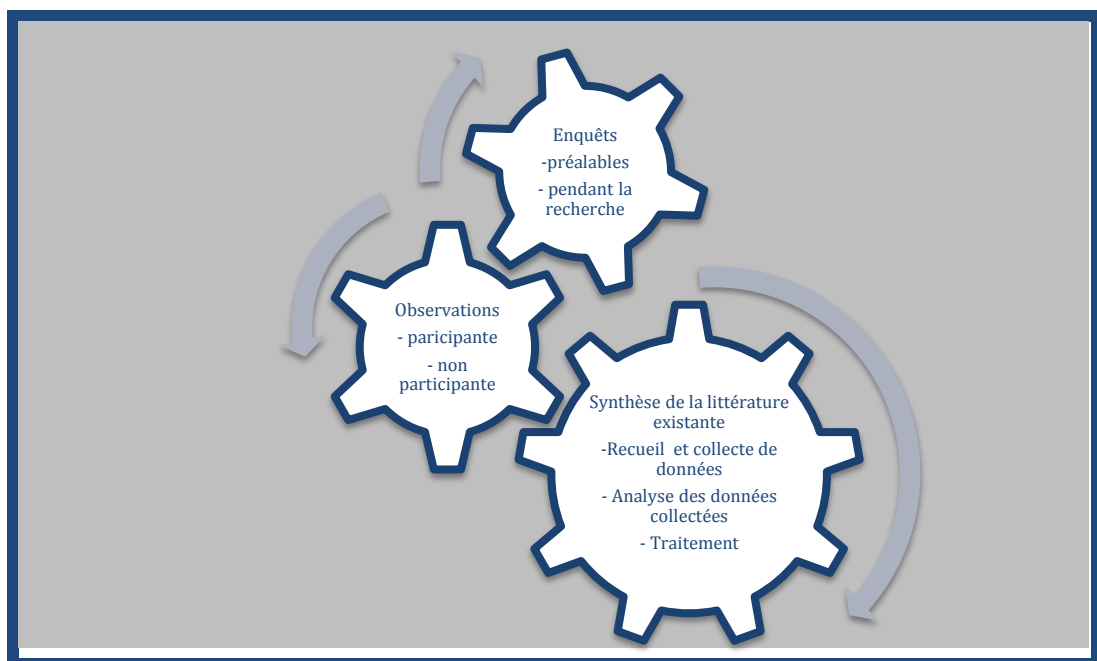 Enquêts
-préalables
- pendant la
recherche
Observations
- paricipante
- non
participante
Synthèse de la littérature
existante
-Recueil et collecte de
données
- Analyse des données
collectées
- Traitement